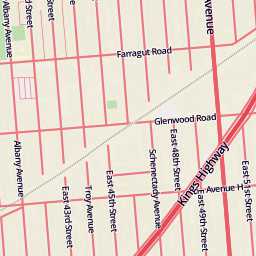 Albany Avenue
rd Street
Avenue
Farragut Road
Glenwood Road
Albany Avenue
East 43rd Street
Troy Avenue
East 45th Street
Schenectady Avenue
East 48th Street
Kings Highway
Avenue H
East 49th Street
East 51st Street